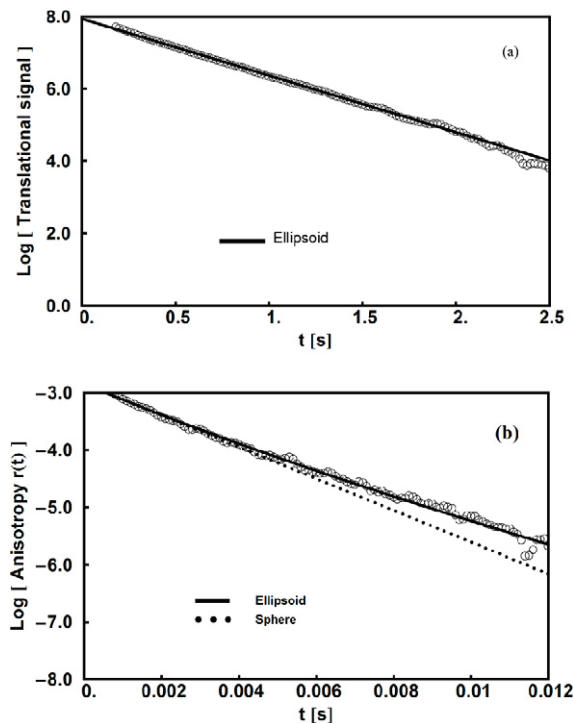 8.0
(a)
6.0
4.0
2.0
Ellipsoid
0.0
0. 0.5 1. 1.5 2. 2.5
t [s]
Log [ Translational signal ]
−3.0
(b)
−4.0
−5.0
−6.0
Ellipsoid
−7.0
Sphere
−8.0
0. 0.002 0.004 0.006 0.008 0.01 0.012
t [s]
Log [ Anisotropy r(t) ]